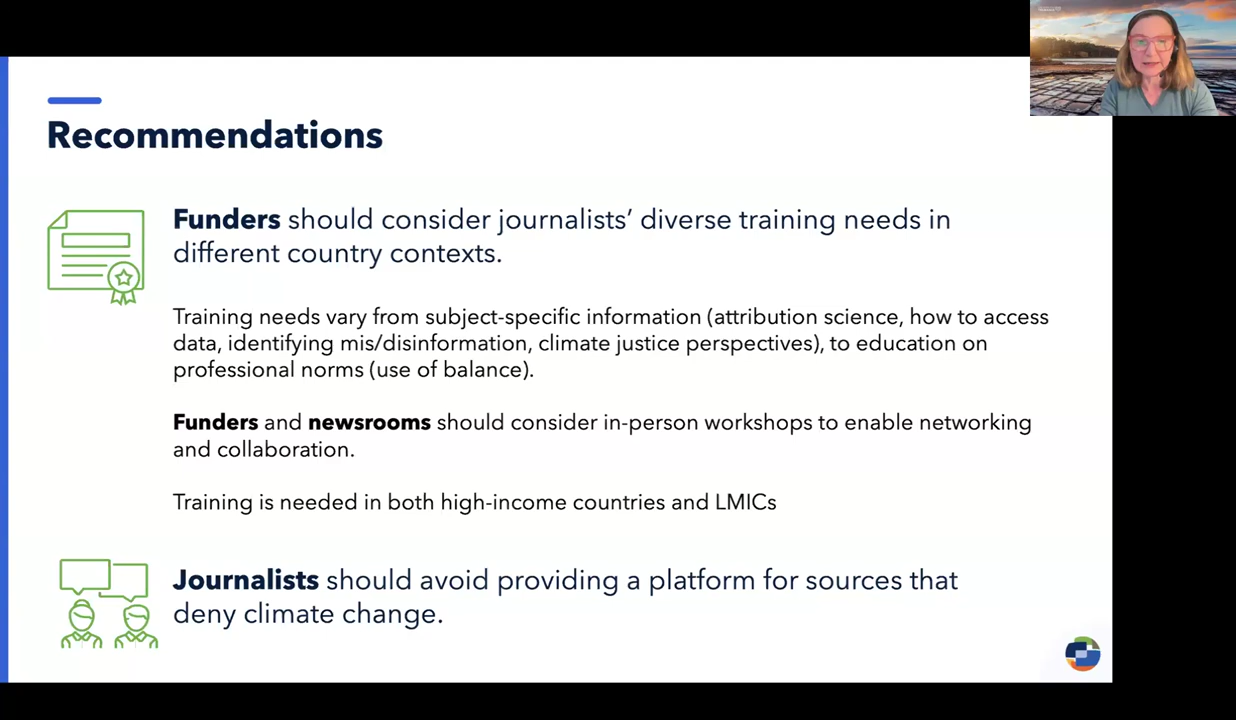 Recommendations
Funders should consider journalists’ diverse training needs in
different country contexts.
Training needs vary from subject-specific information (attribution science, how to access
data, identifying mis/disinformation, climate justice perspectives), to education on
professional norms (use of balance).
Funders and newsrooms should consider in-person workshops to enable networking
and collaboration.
Training is needed in both high-income countries and LMICs
Journalists should avoid providing a platform for sources that
deny climate change.